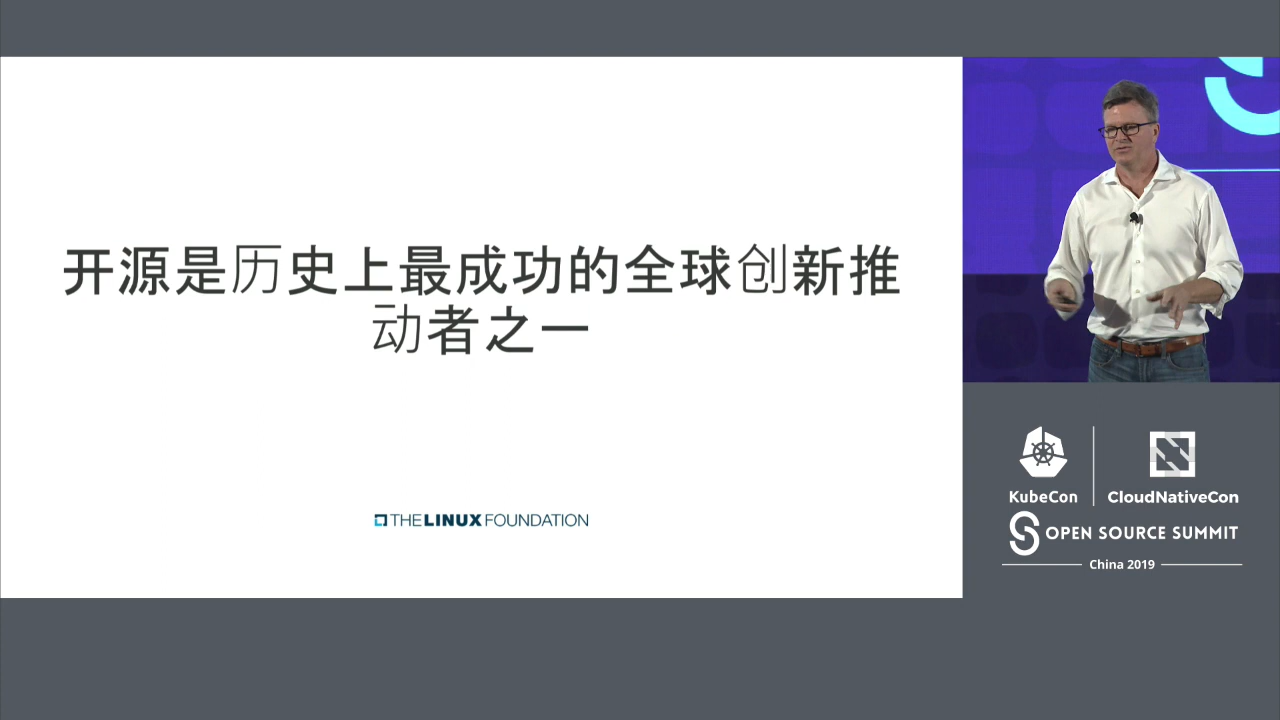 开源是历史上最成功的全球创新推
动者之一
THE LINUX FOUNDATION
KubeCon
CloudNativeCon
OPEN SOURCE SUMMIT
China 2019